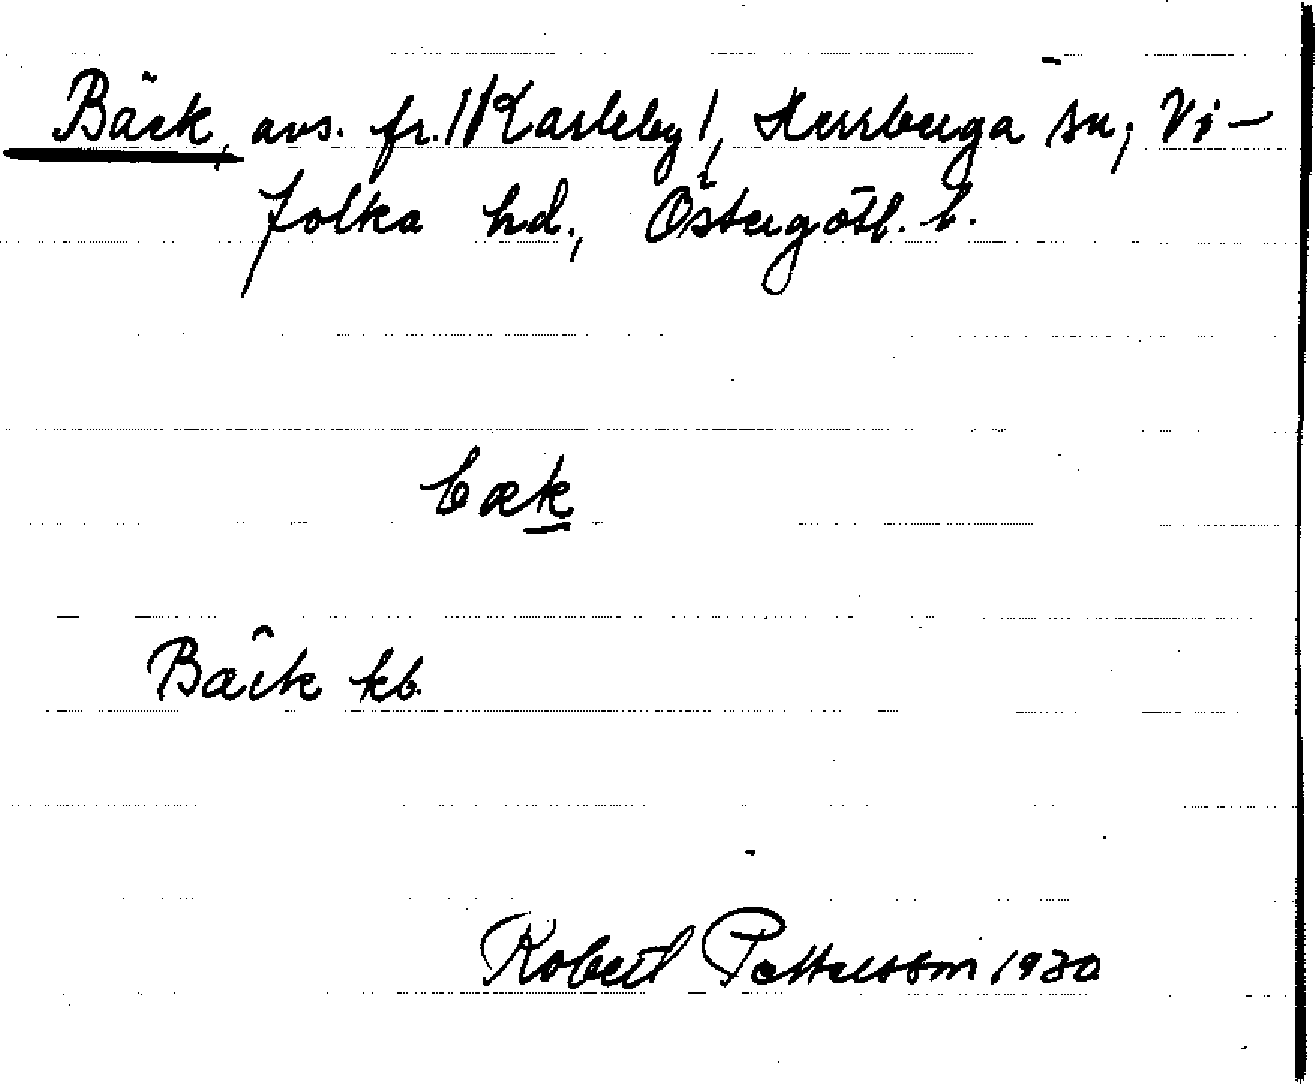 Bäck, avs. fr. /Karleby/, Herrberga sn, Vi-
folka hd., Östergötl. l.
bæk
Bäck kb.
Robert Pettersson 1930